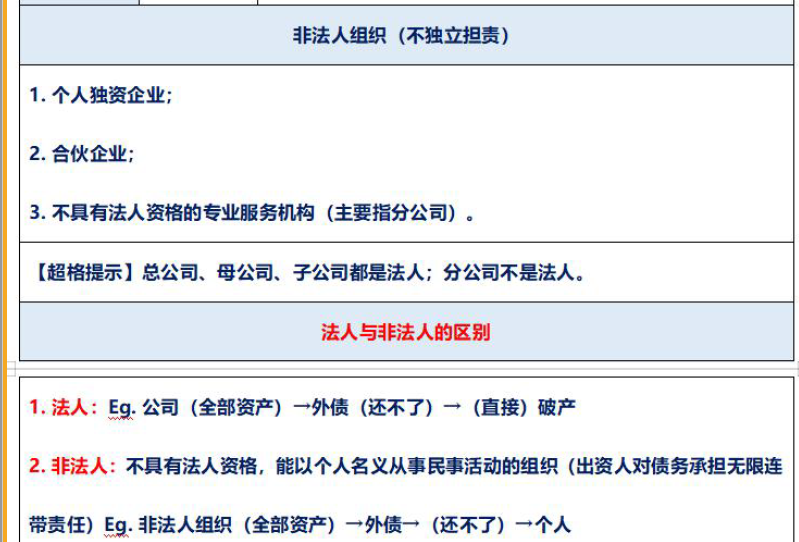 非法人组织（不独立担责）
1. 个人独资企业；
2. 合伙企业；
3. 不具有法人资格的专业服务机构（主要指分公司）。
【超格提示】总公司、母公司、子公司都是法人；分公司不是法人。
法人与非法人的区别
1. 法人：Eg. 公司（全部资产）→外债（还不了）→（直接）破产
2. 非法人：不具有法人资格，能以个人名义从事民事活动的组织（出资人对债务承担无限连
带责任）Eg. 非法人组织（全部资产）→外债→（还不了）→个人